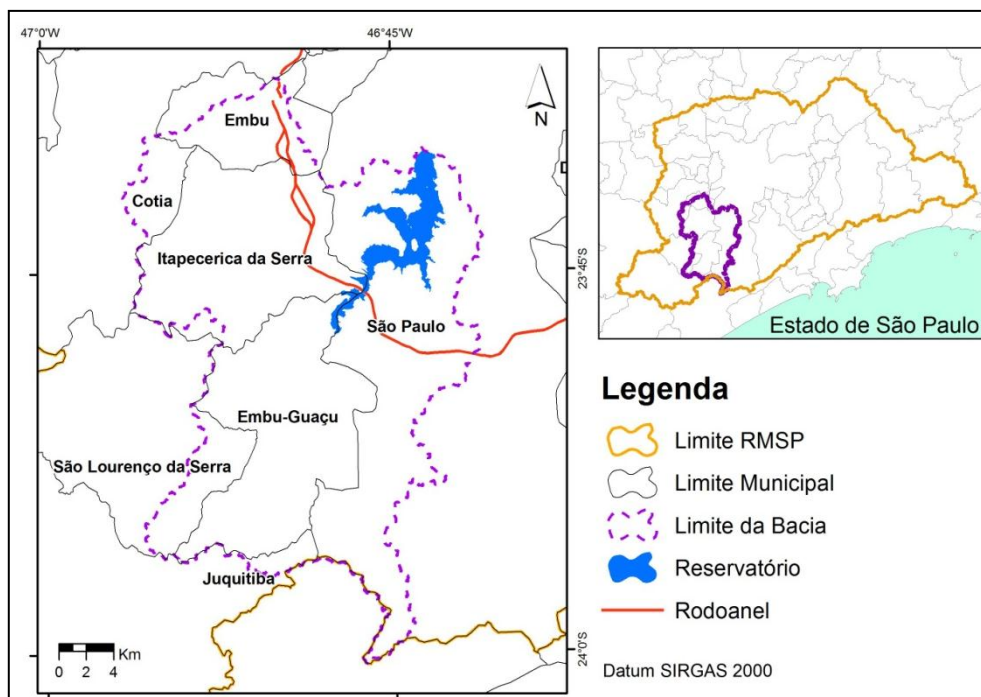 47°0'W
46°45'W
N
Embu
Cotia
Itapecerica da Serra
São Paulo
Embu-Guaçu
São Lourenço da Serra
Juquitiba
0 2 4 Km
23°45'S
24°0'S
Estado de São Paulo
Legenda
Limite RMSP
Limite Municipal
Limite da Bacia
Reservatório
Rodoanel
Datum SIRGAS 2000